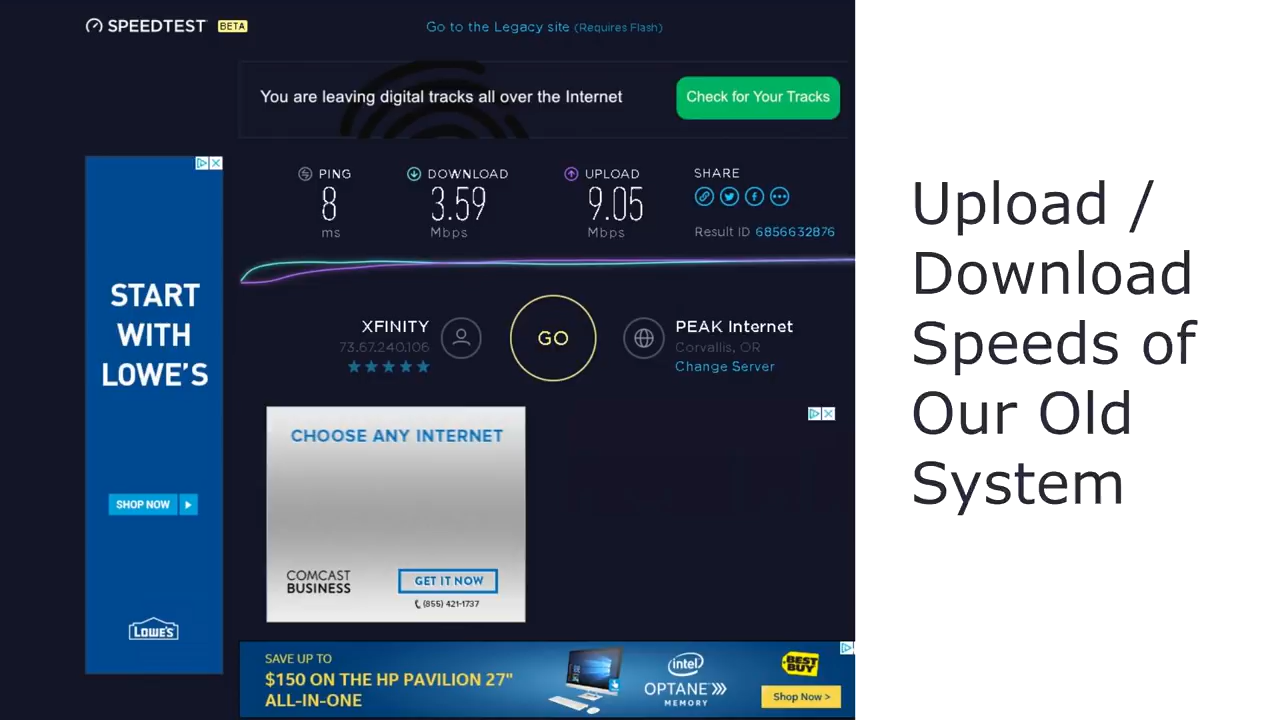 SPEEDTEST BETA
Go to the Legacy site (Requires Flash)
You are leaving digital tracks all over the Internet
Check for Your Tracks
PING
8
ms
DOWNLOAD
3.59
Mbps
UPLOAD
9.05
Mbps
SHARE
Result ID 6856632876
START
WITH
LOWE'S
SHOP NOW
LOWE'S
XFINITY
73.67.240.106
GO
PEAK Internet
Corvallis, OR
Change Server
CHOOSE ANY INTERNET
COMCAST
BUSINESS
GET IT NOW
(855) 421-1737
SAVE UP TO
$150 ON THE HP PAVILION 27"
ALL-IN-ONE
intel
OPTANE
MEMORY
BEST
BUY
Shop Now >
Upload /
Download
Speeds of
Our Old
System